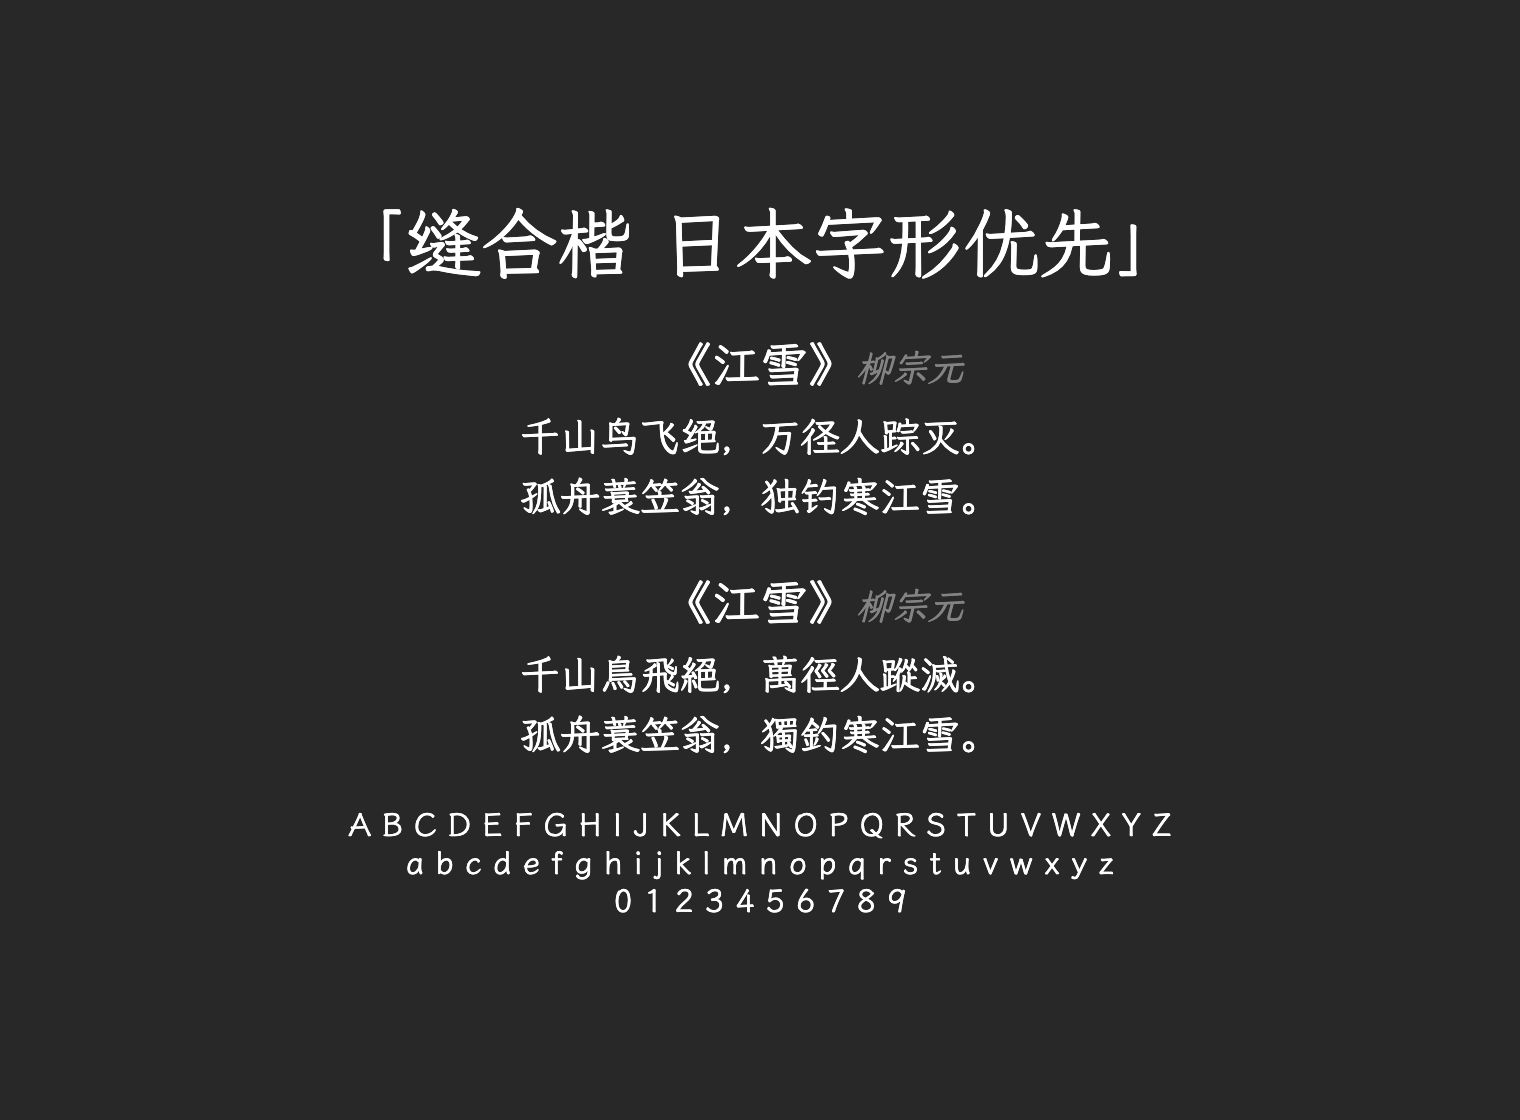 「缝合楷 日本字形优先」
《江雪》柳宗元
千山鸟飞绝，万径人踪灭。
孤舟蓑笠翁，独钓寒江雪。
《江雪》柳宗元
千山鳥飛絕，萬徑人蹤滅。
孤舟蓑笠翁，獨釣寒江雪。
A B C D E F G H I J K L M N O P Q R S T U V W X Y Z
a b c d e f g h i j k l m n o p q r s t u v w x y z
0 1 2 3 4 5 6 7 8 9